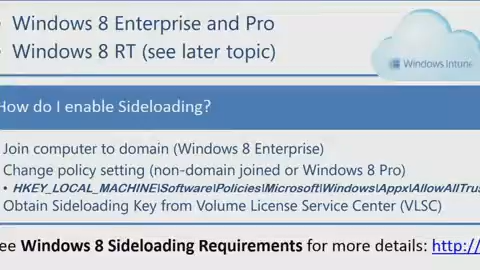 Windows 8 Enterprise and Pro
Windows 8 RT (see later topic)
Windows Intune
How do I enable Sideloading?
Join computer to domain (Windows 8 Enterprise)
Change policy setting (non-domain joined or Windows 8 Pro)
• HKEY_LOCAL_MACHINE\Software\Policies\Microsoft\Windows\Appx\AllowAllTrus
Obtain Sideloading Key from Volume License Service Center (VLSC)
ee Windows 8 Sideloading Requirements for more details: http://